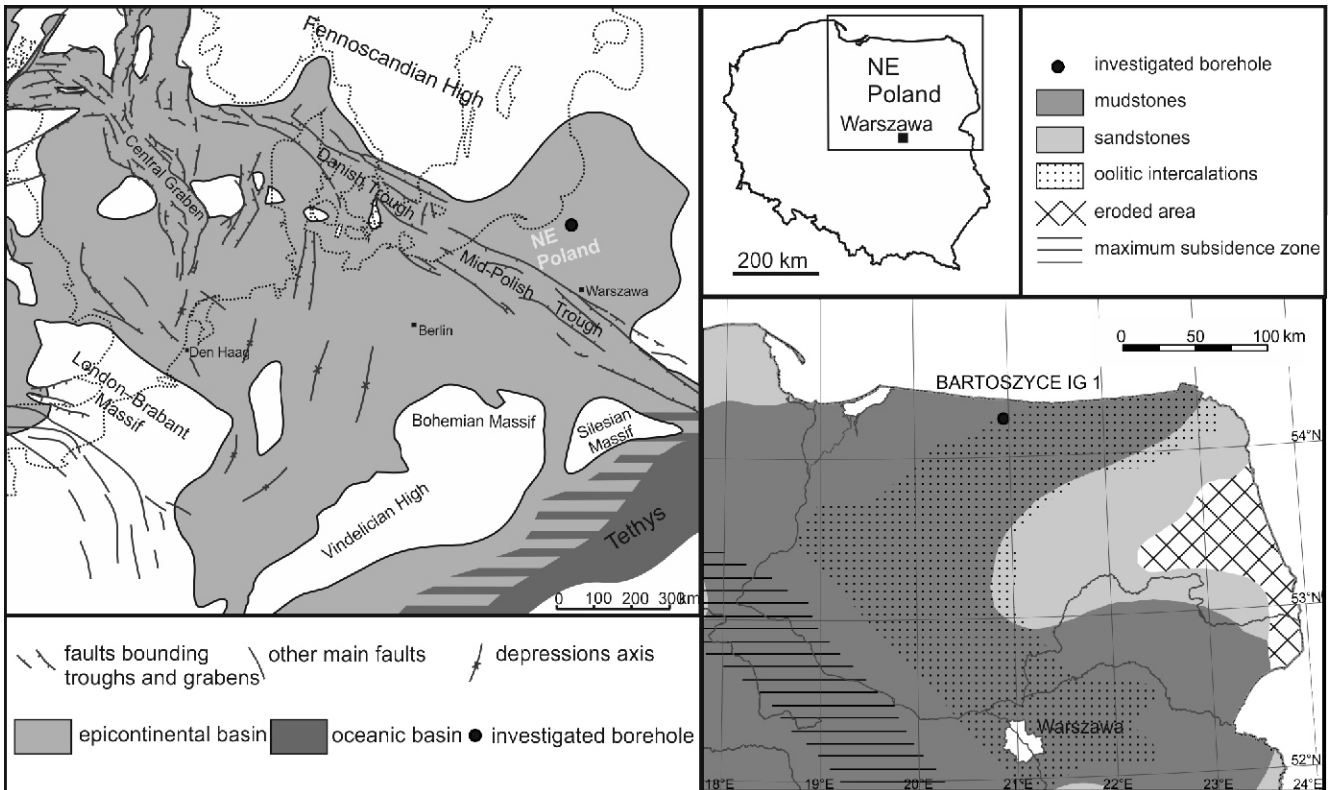 Fennoscandian High
Central Graben
Danish Trough
NE
Poland
Mid-Polish
Trough
Warszawa
Berlin
Den Haag
London-Brabant
Massif
Bohemian Massif
Silesian
Massif
Vindelician High
Tethys
0 100 200 300 km
faults bounding
troughs and grabens
other main faults
depressions axis
epicontinental basin
oceanic basin
investigated borehole
NE
Poland
Warszawa
200 km
investigated borehole
mudstones
sandstones
oolitic intercalations
eroded area
maximum subsidence zone
0 50 100 km
BARTOSZYCE IG 1
54°N
53°N
Warszawa
52°N
18°E 19°E 20°E 21°E 22°E 23°E 24°E